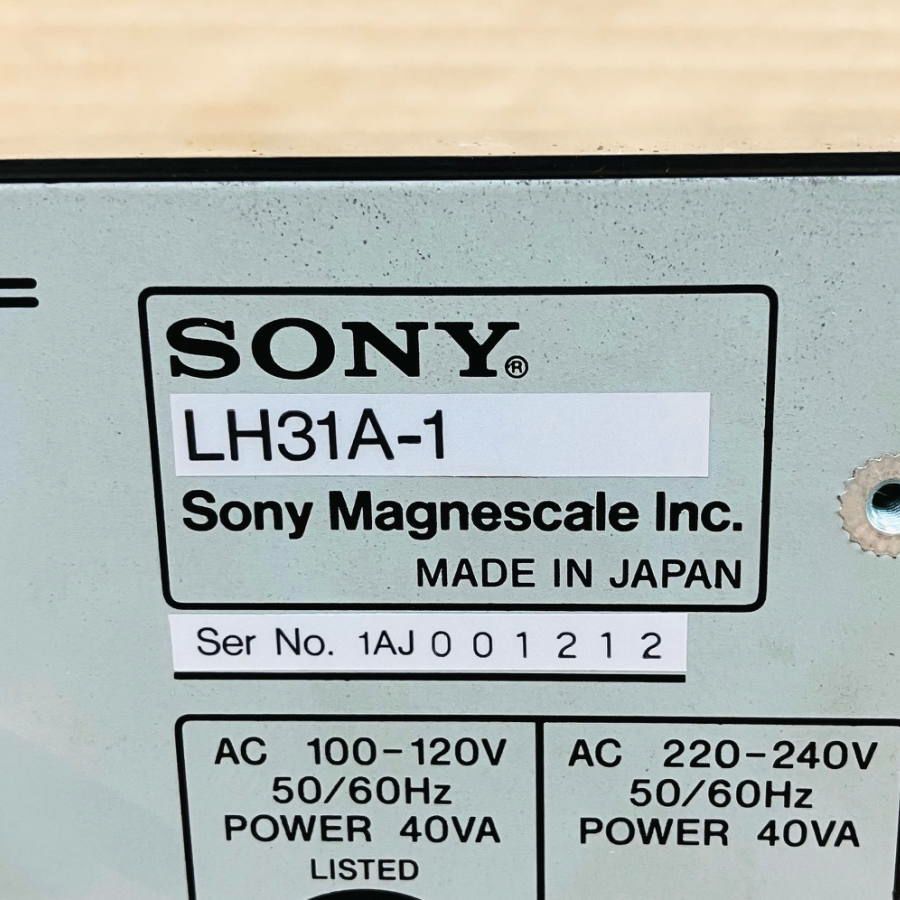 SONY®
LH31A-1
Sony Magnescale Inc.
MADE IN JAPAN
Ser No. 1AJ 0 0 1 2 1 2
AC 100-120V
50/60Hz
POWER 40VA
LISTED
AC 220-240V
50/60Hz
POWER 40VA